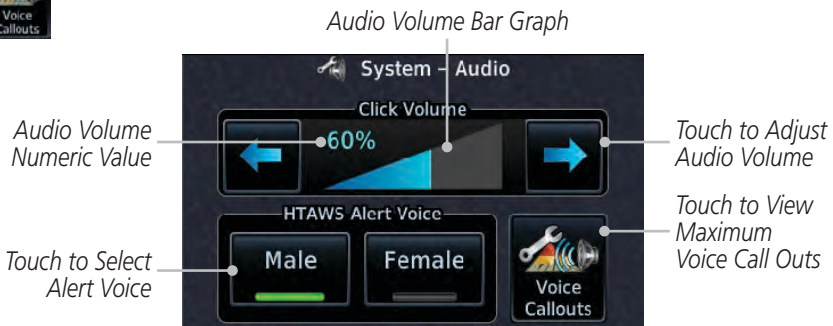 Voice
Callouts
Audio Volume Bar Graph
System – Audio
Click Volume
Audio Volume
Numeric Value
60%
Touch to Adjust
Audio Volume
HTAWS Alert Voice
Touch to View
Maximum
Voice Call Outs
Touch to Select
Alert Voice
Male
Female
Voice
Callouts